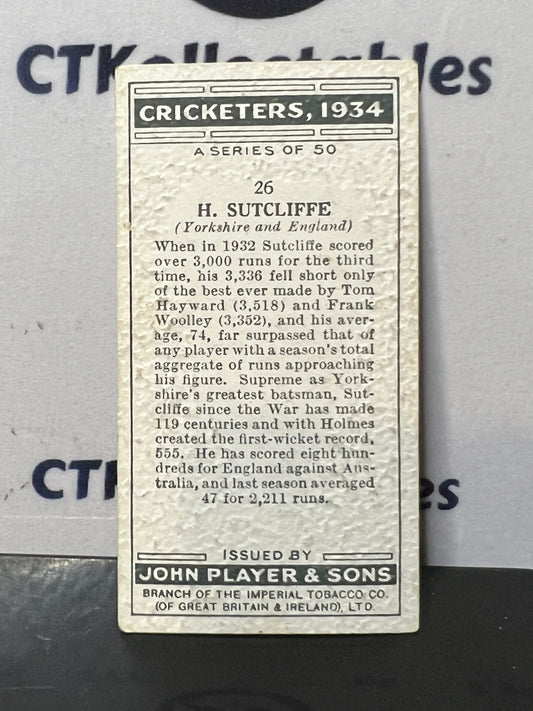 CTKollectables
CRICKETERS, 1934
A SERIES OF 50
26
H. SUTCLIFFE
(Yorkshire and England)
When in 1932 Sutcliffe scored
over 3,000 runs for the third
time, his 3,336 fell short only
of the best ever made by Tom
Hayward (3,518) and Frank
Woolley (3,352), and his aver-
age, 74, far surpassed that of
any player with a season's total
aggregate of runs approaching
his figure. Supreme as York-
shire's greatest batsman, Sut-
cliffe since the War has made
119 centuries and with Holmes
created the first-wicket record,
555. He has scored eight hun-
dreds for England against Aus-
tralia, and last season averaged
47 for 2,211 runs.
ISSUED BY
JOHN PLAYER & SONS
BRANCH OF THE IMPERIAL TOBACCO CO.
(OF GREAT BRITAIN & IRELAND), LTD.